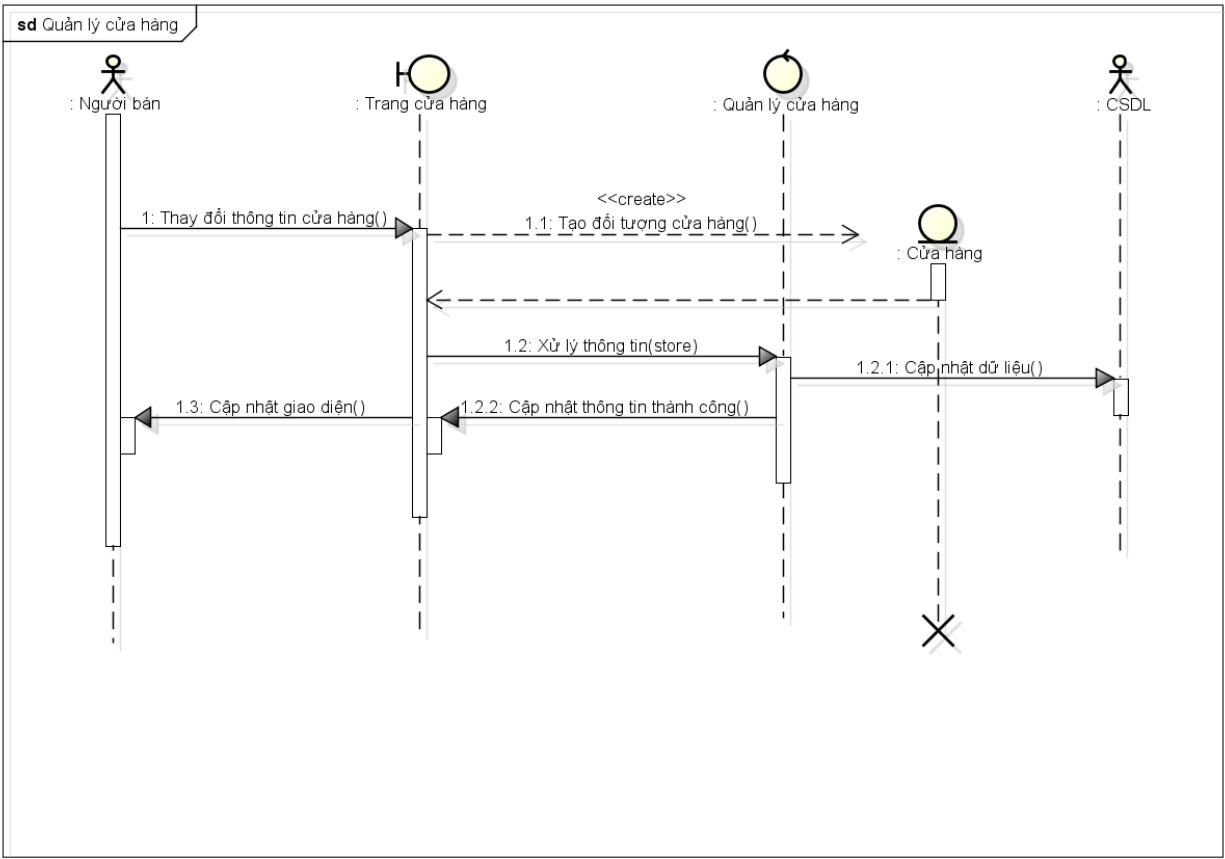 sd Quản lý cửa hàng
: Người bán
: Trang cửa hàng
: Quản lý cửa hàng
: CSDL
<<create>>
1: Thay đổi thông tin cửa hàng()
1.1: Tạo đối tượng cửa hàng()
: Cửa hàng
1.2: Xử lý thông tin(store)
1.2.1: Cập nhật dữ liệu()
1.3: Cập nhật giao diện()
1.2.2: Cập nhật thông tin thành công()